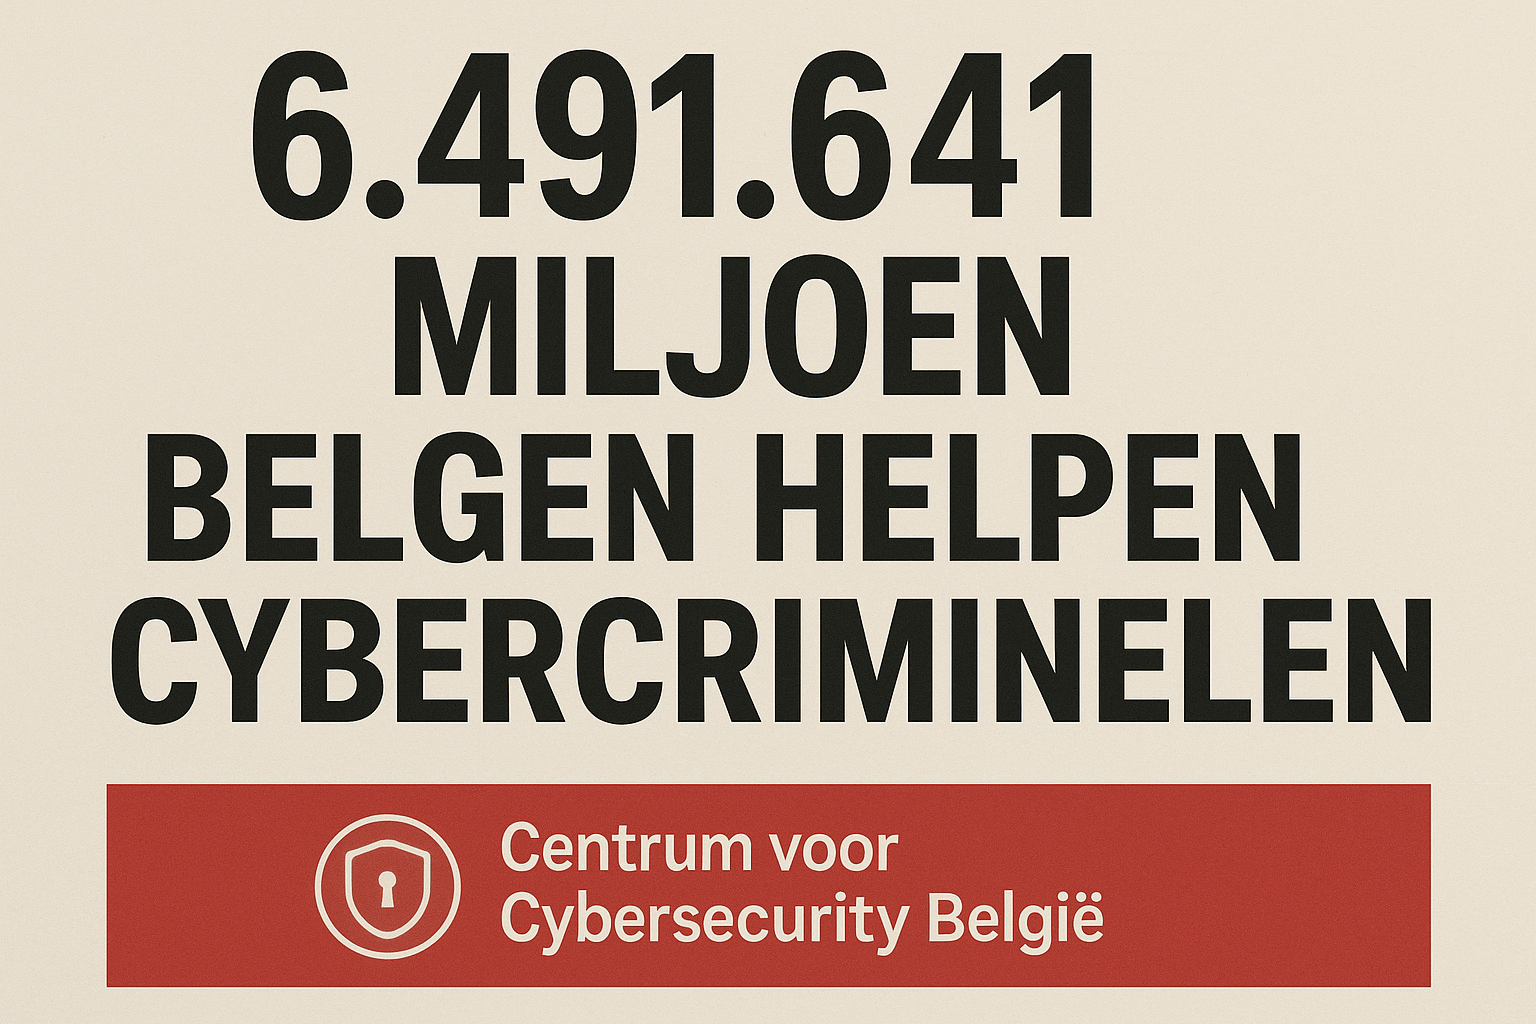 6.491.641
MILJOEN
BELGEN HELPEN
CYBERCRIMINELEN
Centrum voor
Cybersecurity België